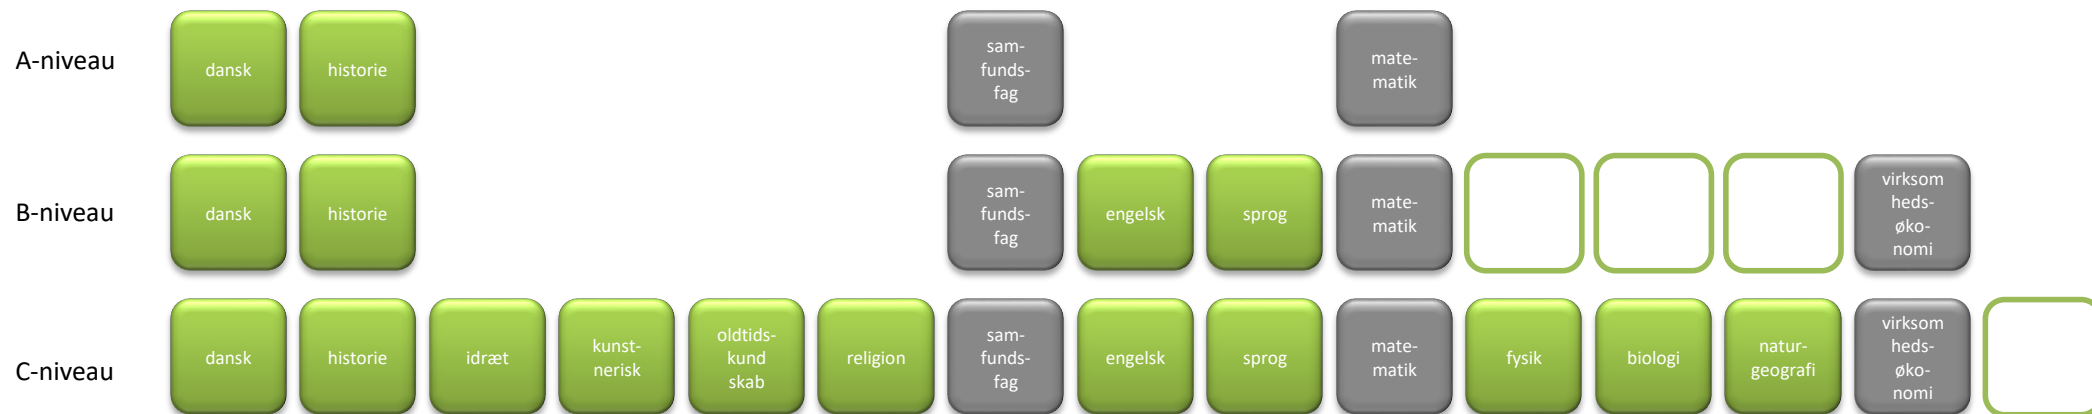 A-niveau
dansk
historie
sam-
funds-
fag
mate-
matik
B-niveau
dansk
historie
sam-
funds-
fag
engelsk
sprog
mate-
matik
virksom
heds-
øko-
nomi
C-niveau
dansk
historie
idræt
kunst-
nerisk
oldtids-
kund
skab
religion
sam-
funds-
fag
engelsk
sprog
mate-
matik
fysik
biologi
natur-
geografi
virksom
heds-
øko-
nomi